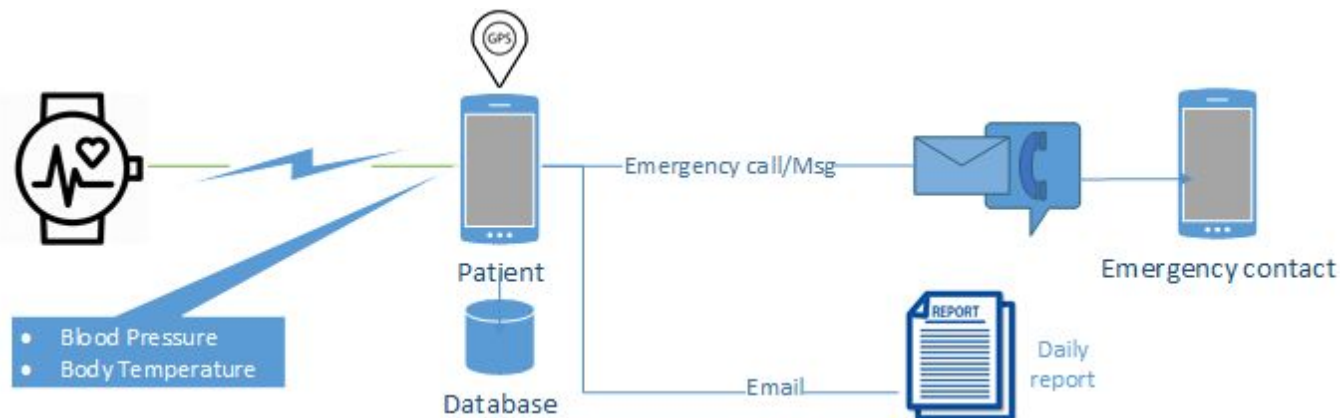 GPS
Emergency call/Msg
Patient
Emergency contact
• Blood Pressure
• Body Temperature
REPORT
Daily
report
Email
Database